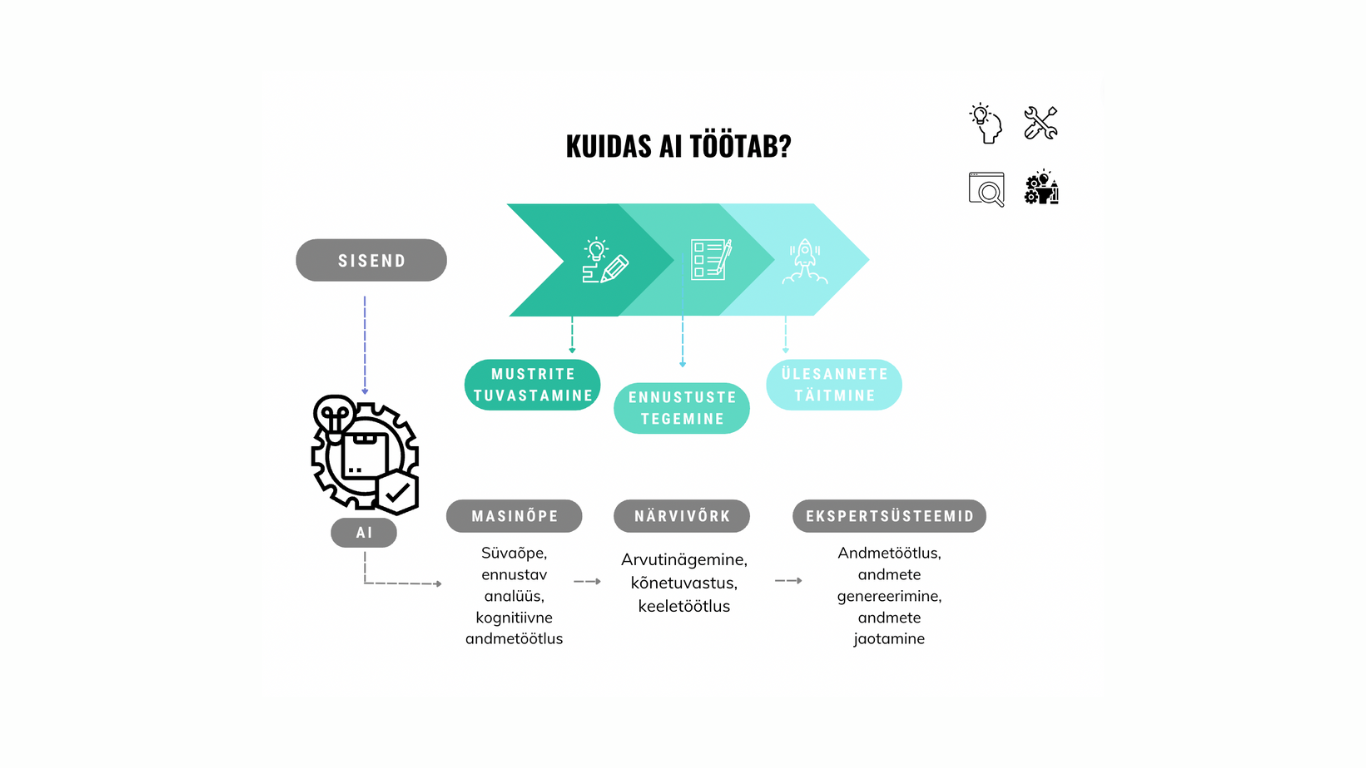 KUIDAS AI TÖÖTAB?
SISEND
MUSTRITE
TUVASTAMINE
ENNUSTUSTE
TEGEMINE
ÜLESANNETE
TÄITMINE
AI
MASINÕPE
Süvaõpe,
ennustav
analüüs,
kognitiivne
andmetöötlus
NÄRVIVÕRK
Arvutinägemine,
kõnetuvastus,
keeletöötlus
EKSPERTSÜSTEEMID
Andmetöötlus,
andmete
genereerimine,
andmete
jaotamine